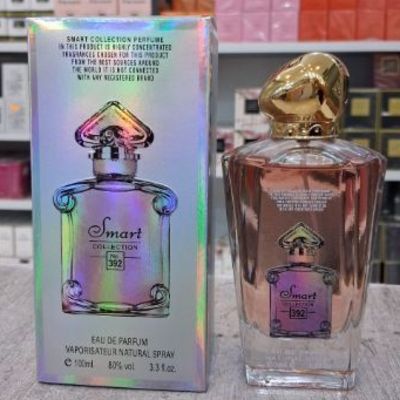 SMART COLLECTION PERFUME
IN THIS PRODUCT IS HIGHLY CONCENTRATED
FRAGRANCES CHOSEN FOR THIS PRODUCT
FROM THE BEST SOURCES AROUND
THE WORLD IT IS NOT CONNECTED
WITH ANY REGISTERED BRAND
Smart
COLLECTION
No.
392
EAU DE PARFUM
VAPORISATEUR NATURAL SPRAY
℮ 100ml 80% vol 3.3 fl.oz.
Smart
COLLECTION
392